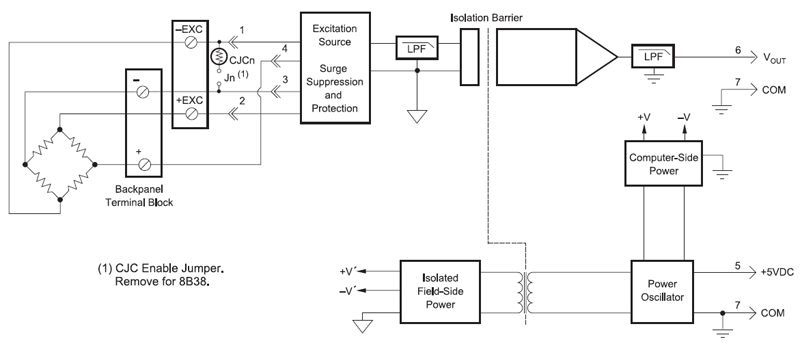 Isolation Barrier
–EXC
1
4
CJCn
Jn (1)
3
2
Excitation
Source
Surge
Suppression
and
Protection
LPF
LPF
6
VOUT
7
COM
–
+EXC
+
Backpanel
Terminal Block
+V
–V
Computer-Side
Power
(1) CJC Enable Jumper.
Remove for 8B38.
+V´
–V´
Isolated
Field-Side
Power
Power
Oscillator
5
+5VDC
7
COM